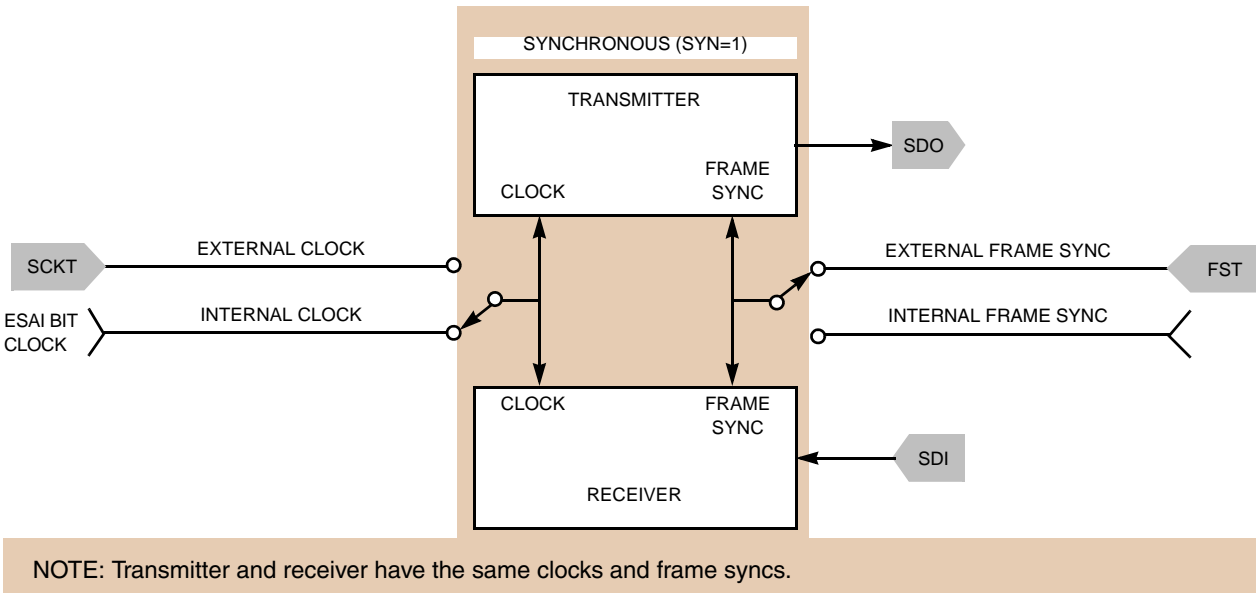 SYNCHRONOUS (SYN=1)
TRANSMITTER
SDO
FRAME
SYNC
CLOCK
EXTERNAL CLOCK
SCKT
EXTERNAL FRAME SYNC
FST
INTERNAL CLOCK
ESAI BIT
CLOCK
INTERNAL FRAME SYNC
CLOCK
FRAME
SYNC
SDI
RECEIVER
NOTE: Transmitter and receiver have the same clocks and frame syncs.